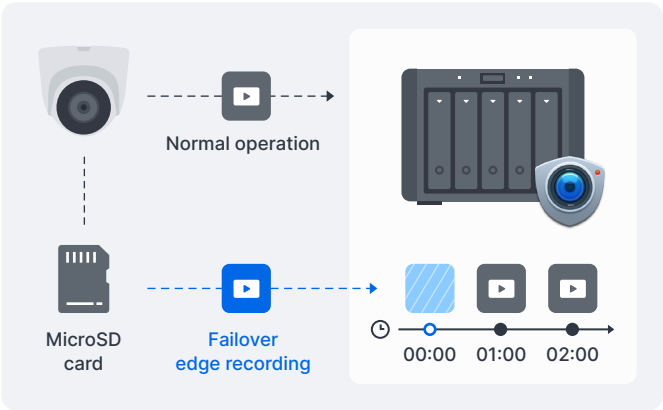 Normal operation
MicroSD
card
Failover
edge recording
00:00 01:00 02:00